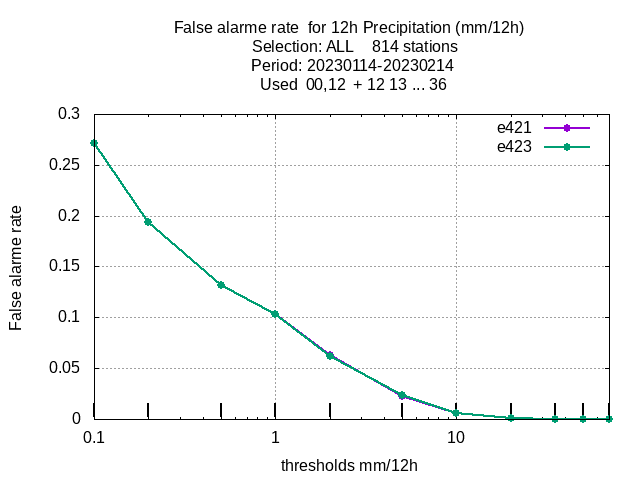 False alarme rate  for 12h Precipitation (mm/12h)
Selection: ALL    814 stations
Period: 20230114-20230214
Used  00,12  + 12 13 ... 36
e421
e423
0.3
0.25
0.2
0.15
0.1
0.05
0
False alarme rate
0.1
1
10
thresholds mm/12h